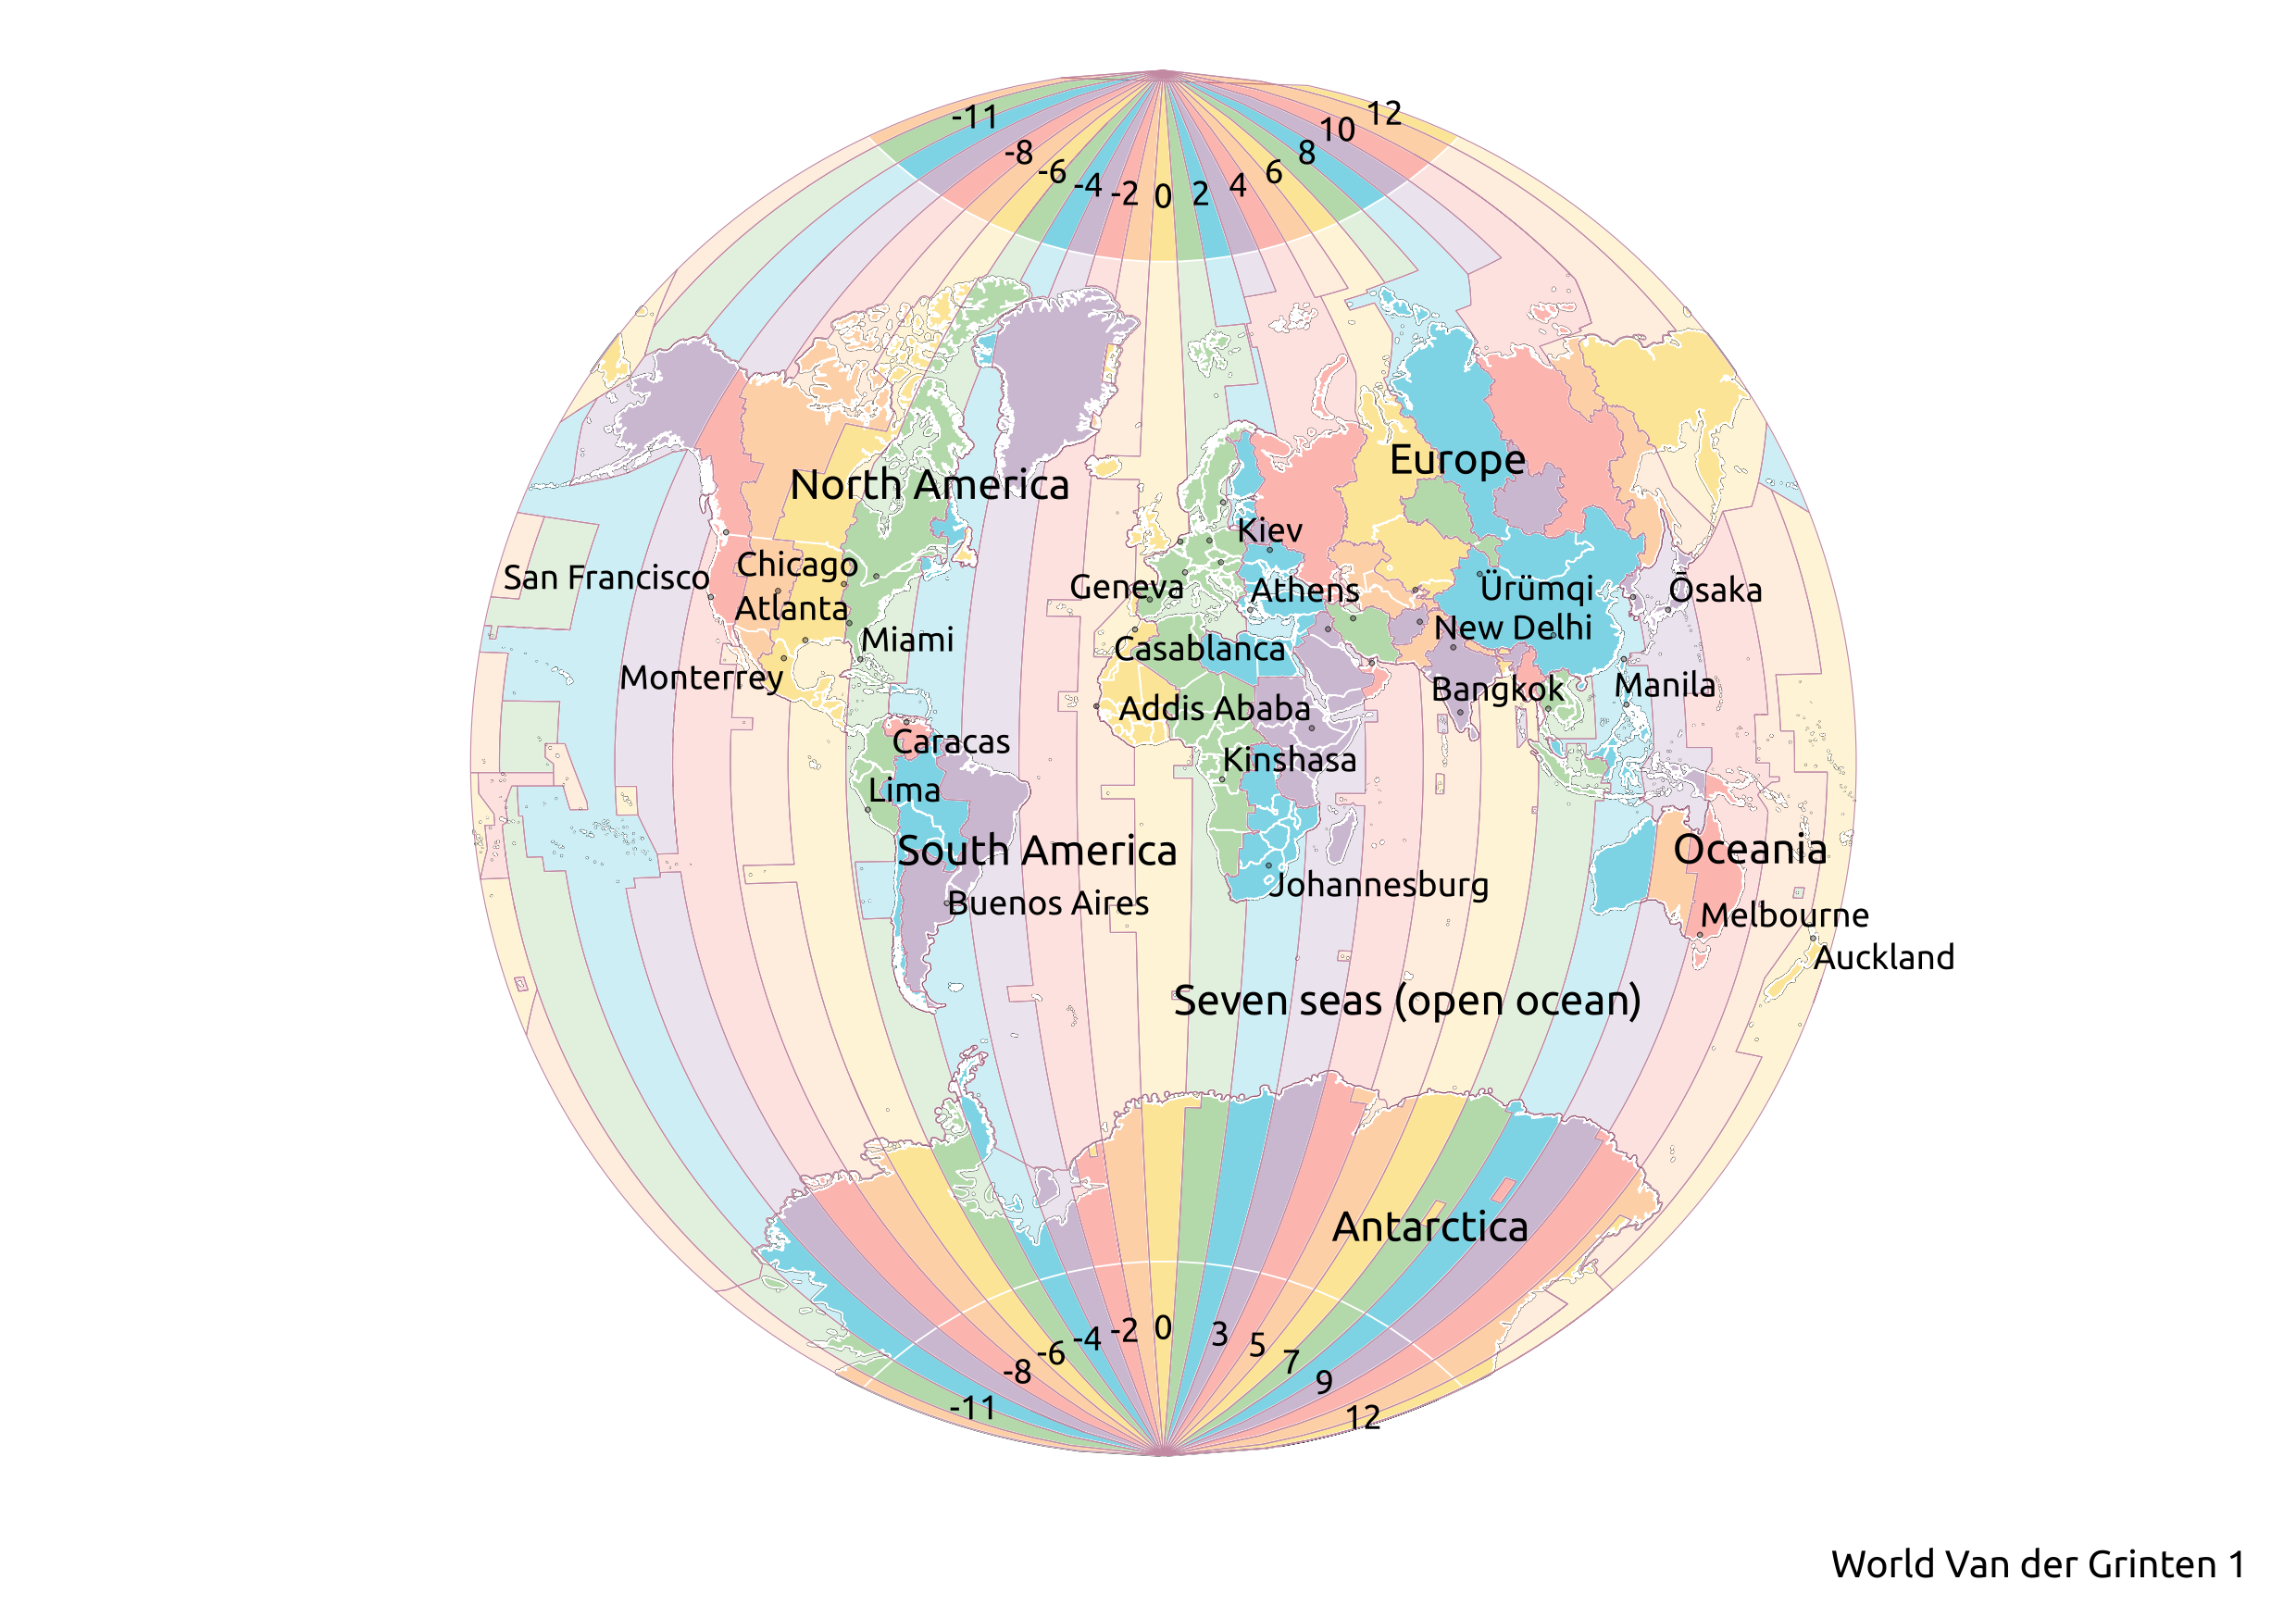 -11
12
10
-8
8
-6
6
-4
4
-2
2
0
Europe
North America
Kiev
Chicago
San Francisco
Geneva
Athens
Ürümqi
Ōsaka
Atlanta
New Delhi
Miami
Casablanca
Monterrey
Bangkok
Manila
Addis Ababa
Caracas
Kinshasa
Lima
South America
Oceania
Johannesburg
Buenos Aires
Melbourne
Auckland
Seven seas (open ocean)
Antarctica
0
-2
3
-4
5
-6
7
-8
9
-11
12
World Van der Grinten 1